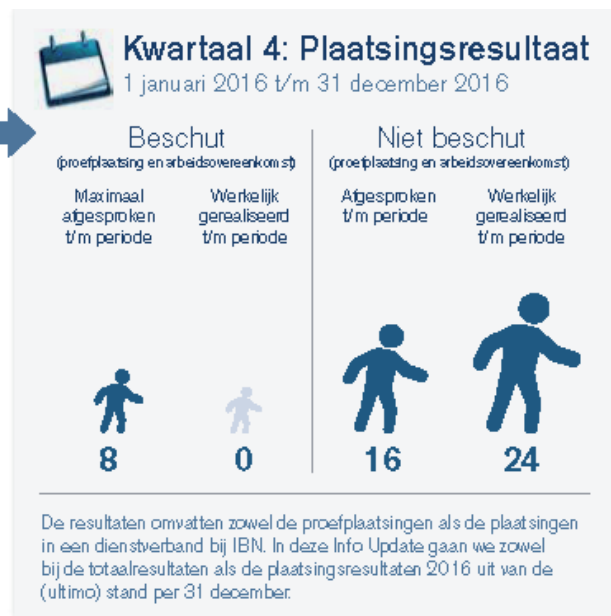 Kwartaal 4: Plaatsingsresultaat
1 januari 2016 t/m 31 december 2016
Beschut
(proefplaatsing en arbeidsovereenkomst)
Maximaal
afgesproken
t/m periode
Werkelijk
gerealiseerd
t/m periode
8
0
Niet beschut
(proefplaatsing en arbeidsovereenkomst)
Afgesproken
t/m periode
Werkelijk
gerealiseerd
t/m periode
16
24
De resultaten omvatten zowel de proefplaatsingen als de plaatsingen
in een dienstverband bij IBN. In deze Info Update gaan we zowel
bij de totaalresultaten als de plaatsingsresultaten 2016 uit van de
(ultimo) stand per 31 december.